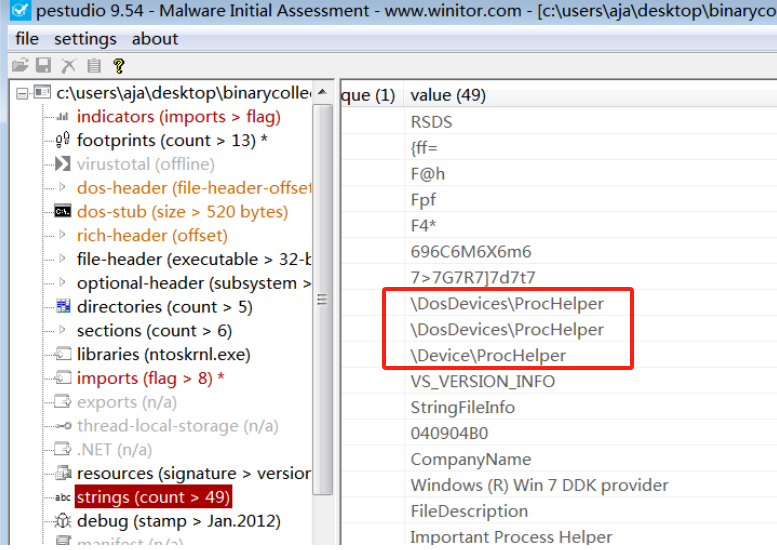 pestudio 9.54 - Malware Initial Assessment - www.winitor.com - [c:\users\aja\desktop\binaryco
file settings about
c:\users\aja\desktop\binarycolle
indicators (imports > flag)
footprints (count > 13) *
virustotal (offline)
dos-header (file-header-offset
dos-stub (size > 520 bytes)
rich-header (offset)
file-header (executable > 32-b
optional-header (subsystem >
directories (count > 5)
sections (count > 6)
libraries (ntoskrnl.exe)
imports (flag > 8) *
exports (n/a)
thread-local-storage (n/a)
.NET (n/a)
resources (signature > version
abc strings (count > 49)
debug (stamp > Jan.2012)
manifest (n/a)
que (1) value (49)
RSDS
{ff=
F@h
Fpf
F4*
696C6M6X6m6
7>7G7R7]7d7t7
\DosDevices\ProcHelper
\DosDevices\ProcHelper
\Device\ProcHelper
VS_VERSION_INFO
StringFileInfo
040904B0
CompanyName
Windows (R) Win 7 DDK provider
FileDescription
Important Process Helper